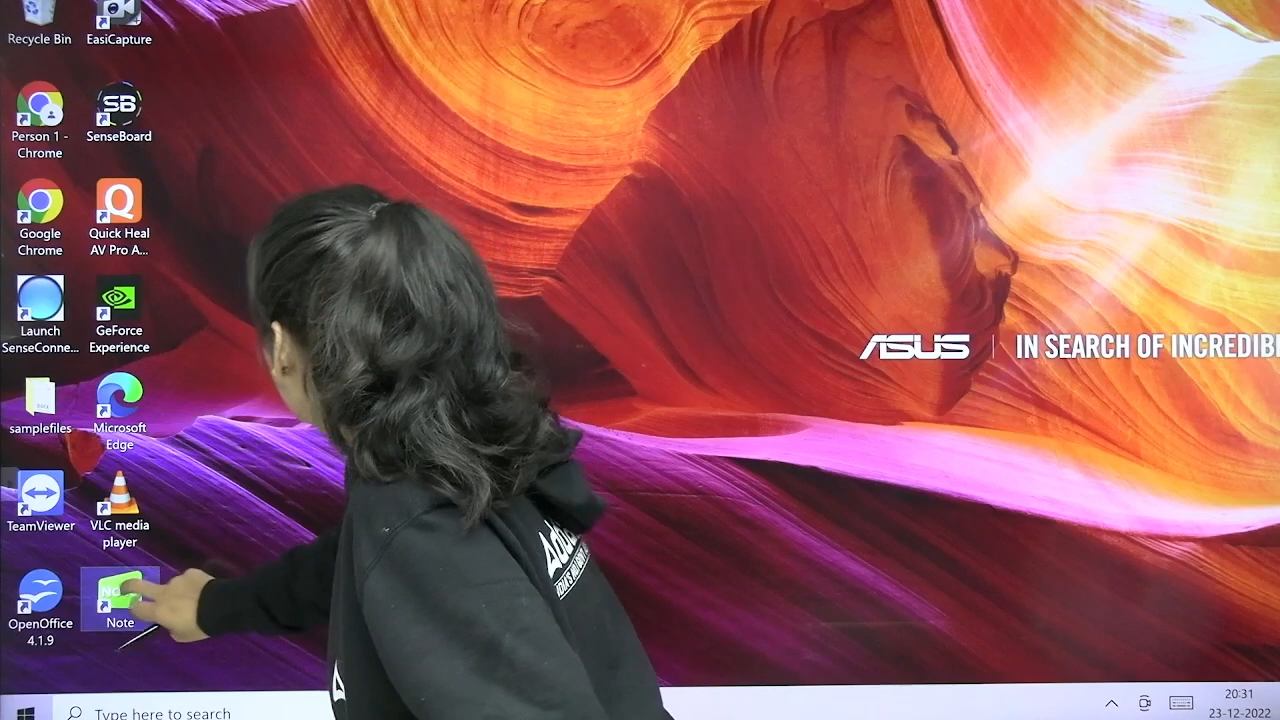 Recycle Bin
EasiCapture
Person 1 -
Chrome
SB
SenseBoard
Google
Chrome
Quick Heal
AV Pro A...
Launch
SenseConne...
GeForce
Experience
samplefiles
Microsoft
Edge
TeamViewer
VLC media
player
OpenOffice
4.1.9
Note
ASUS
IN SEARCH OF INCREDIB
Type here to search
20:31
23-12-2022